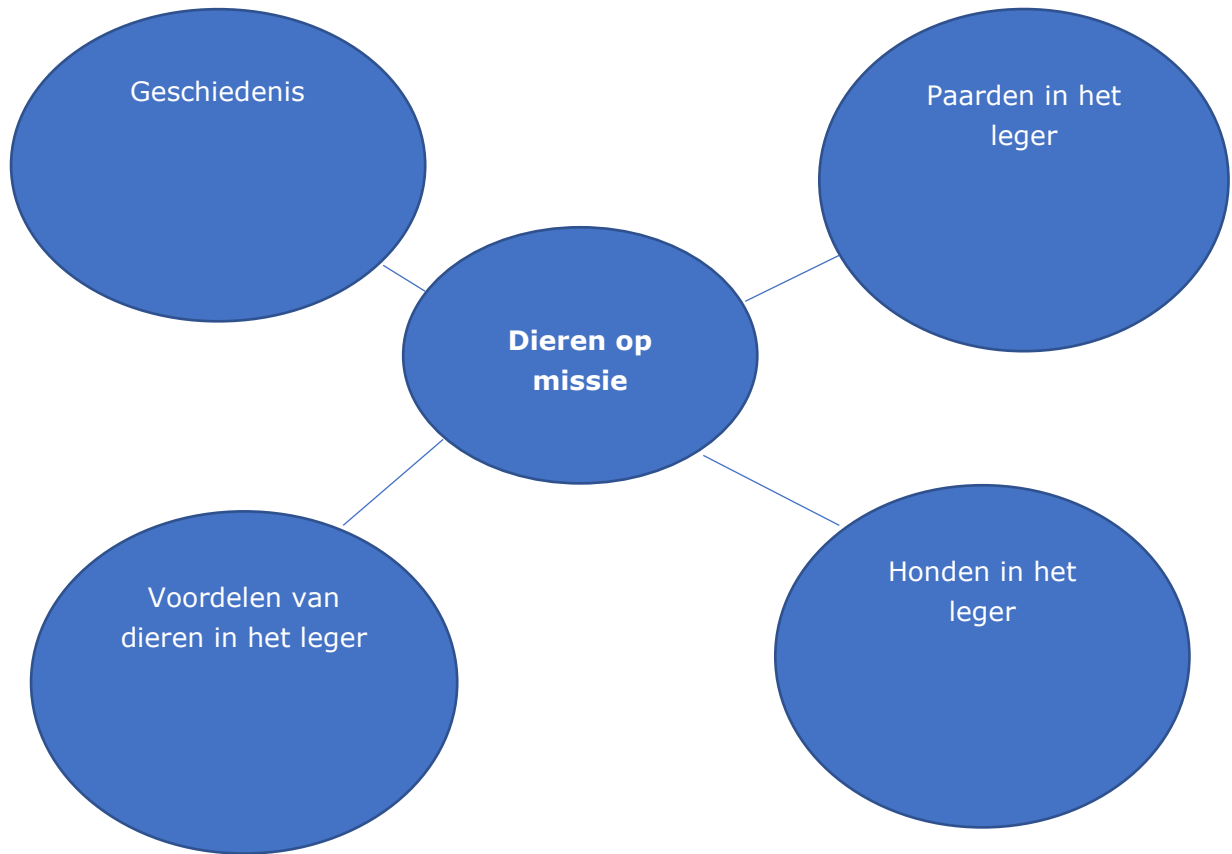 Geschiedenis
Paarden in het
leger
Dieren op
missie
Voordelen van
dieren in het leger
Honden in het
leger